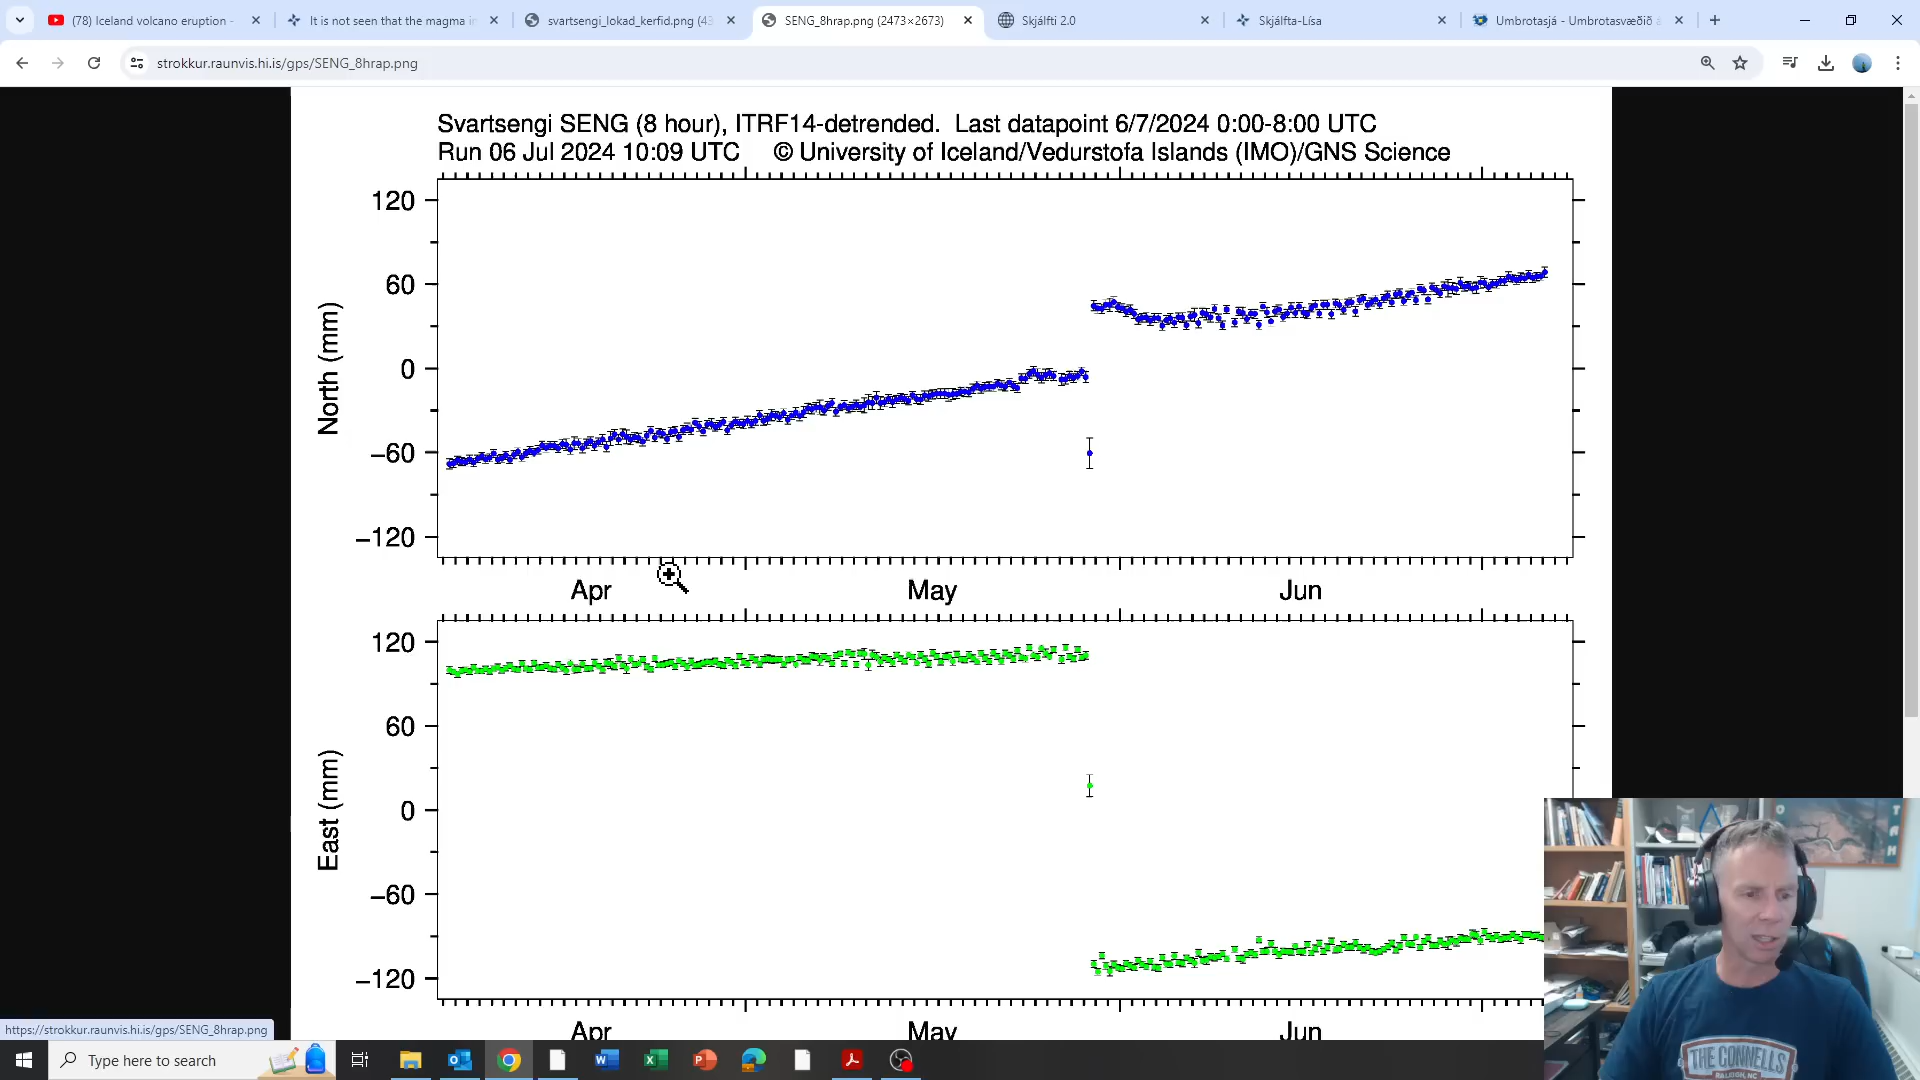 (78) Iceland volcano eruption -
It is not seen that the magma in
svartsengi_lokad_kerfid.png (43
SENG_8hrap.png (2473×2673)
Skjálfti 2.0
Skjálfta-Lísa
Umbrotasjá - Umbrotasvæðið á
strokkur.raunvis.hi.is/gps/SENG_8hrap.png
Svartsengi SENG (8 hour), ITRF14-detrended. Last datapoint 6/7/2024 0:00-8:00 UTC
Run 06 Jul 2024 10:09 UTC © University of Iceland/Vedurstofa Islands (IMO)/GNS Science
North (mm)
120
60
0
−60
−120
Apr May Jun
East (mm)
120
60
0
−60
−120
Apr May Jun
https://strokkur.raunvis.hi.is/gps/SENG_8hrap.png
Type here to search
THE CONNELLS
RALEIGH, NC